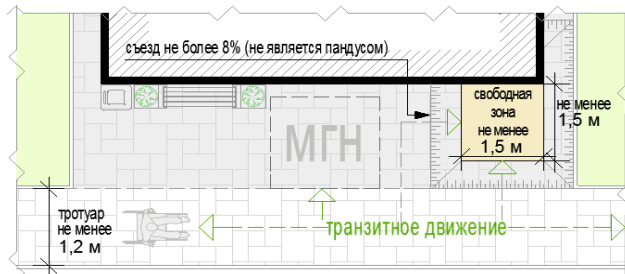 съезд не более 8% (не является пандусом)
свободная
зона
не менее
1,5 м
не менее
1,5 м
МГН
тротуар
не менее
1,2 м
транзитное движение